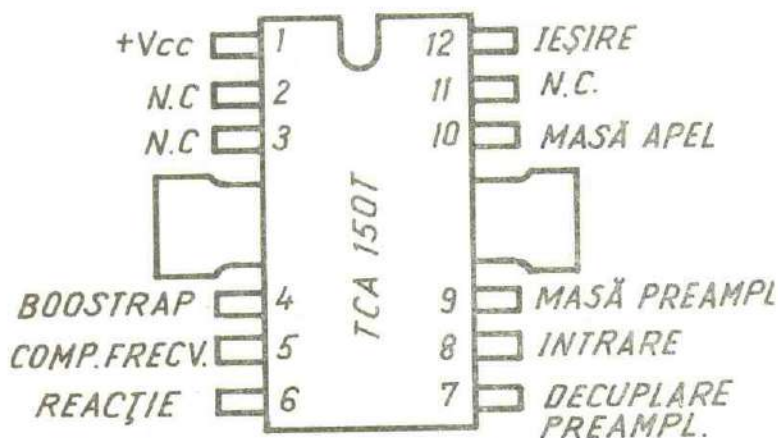 +Vcc 1 12 IEȘIRE
N.C 2 11 N.C.
N.C 3 10 MASĂ APEL
TCA 150T
BOOSTRAP 4 9 MASĂ PREAMPL
COMP.FRECV. 5 8 INTRARE
REACȚIE 6 7 DECUPLARE
PREAMPL.